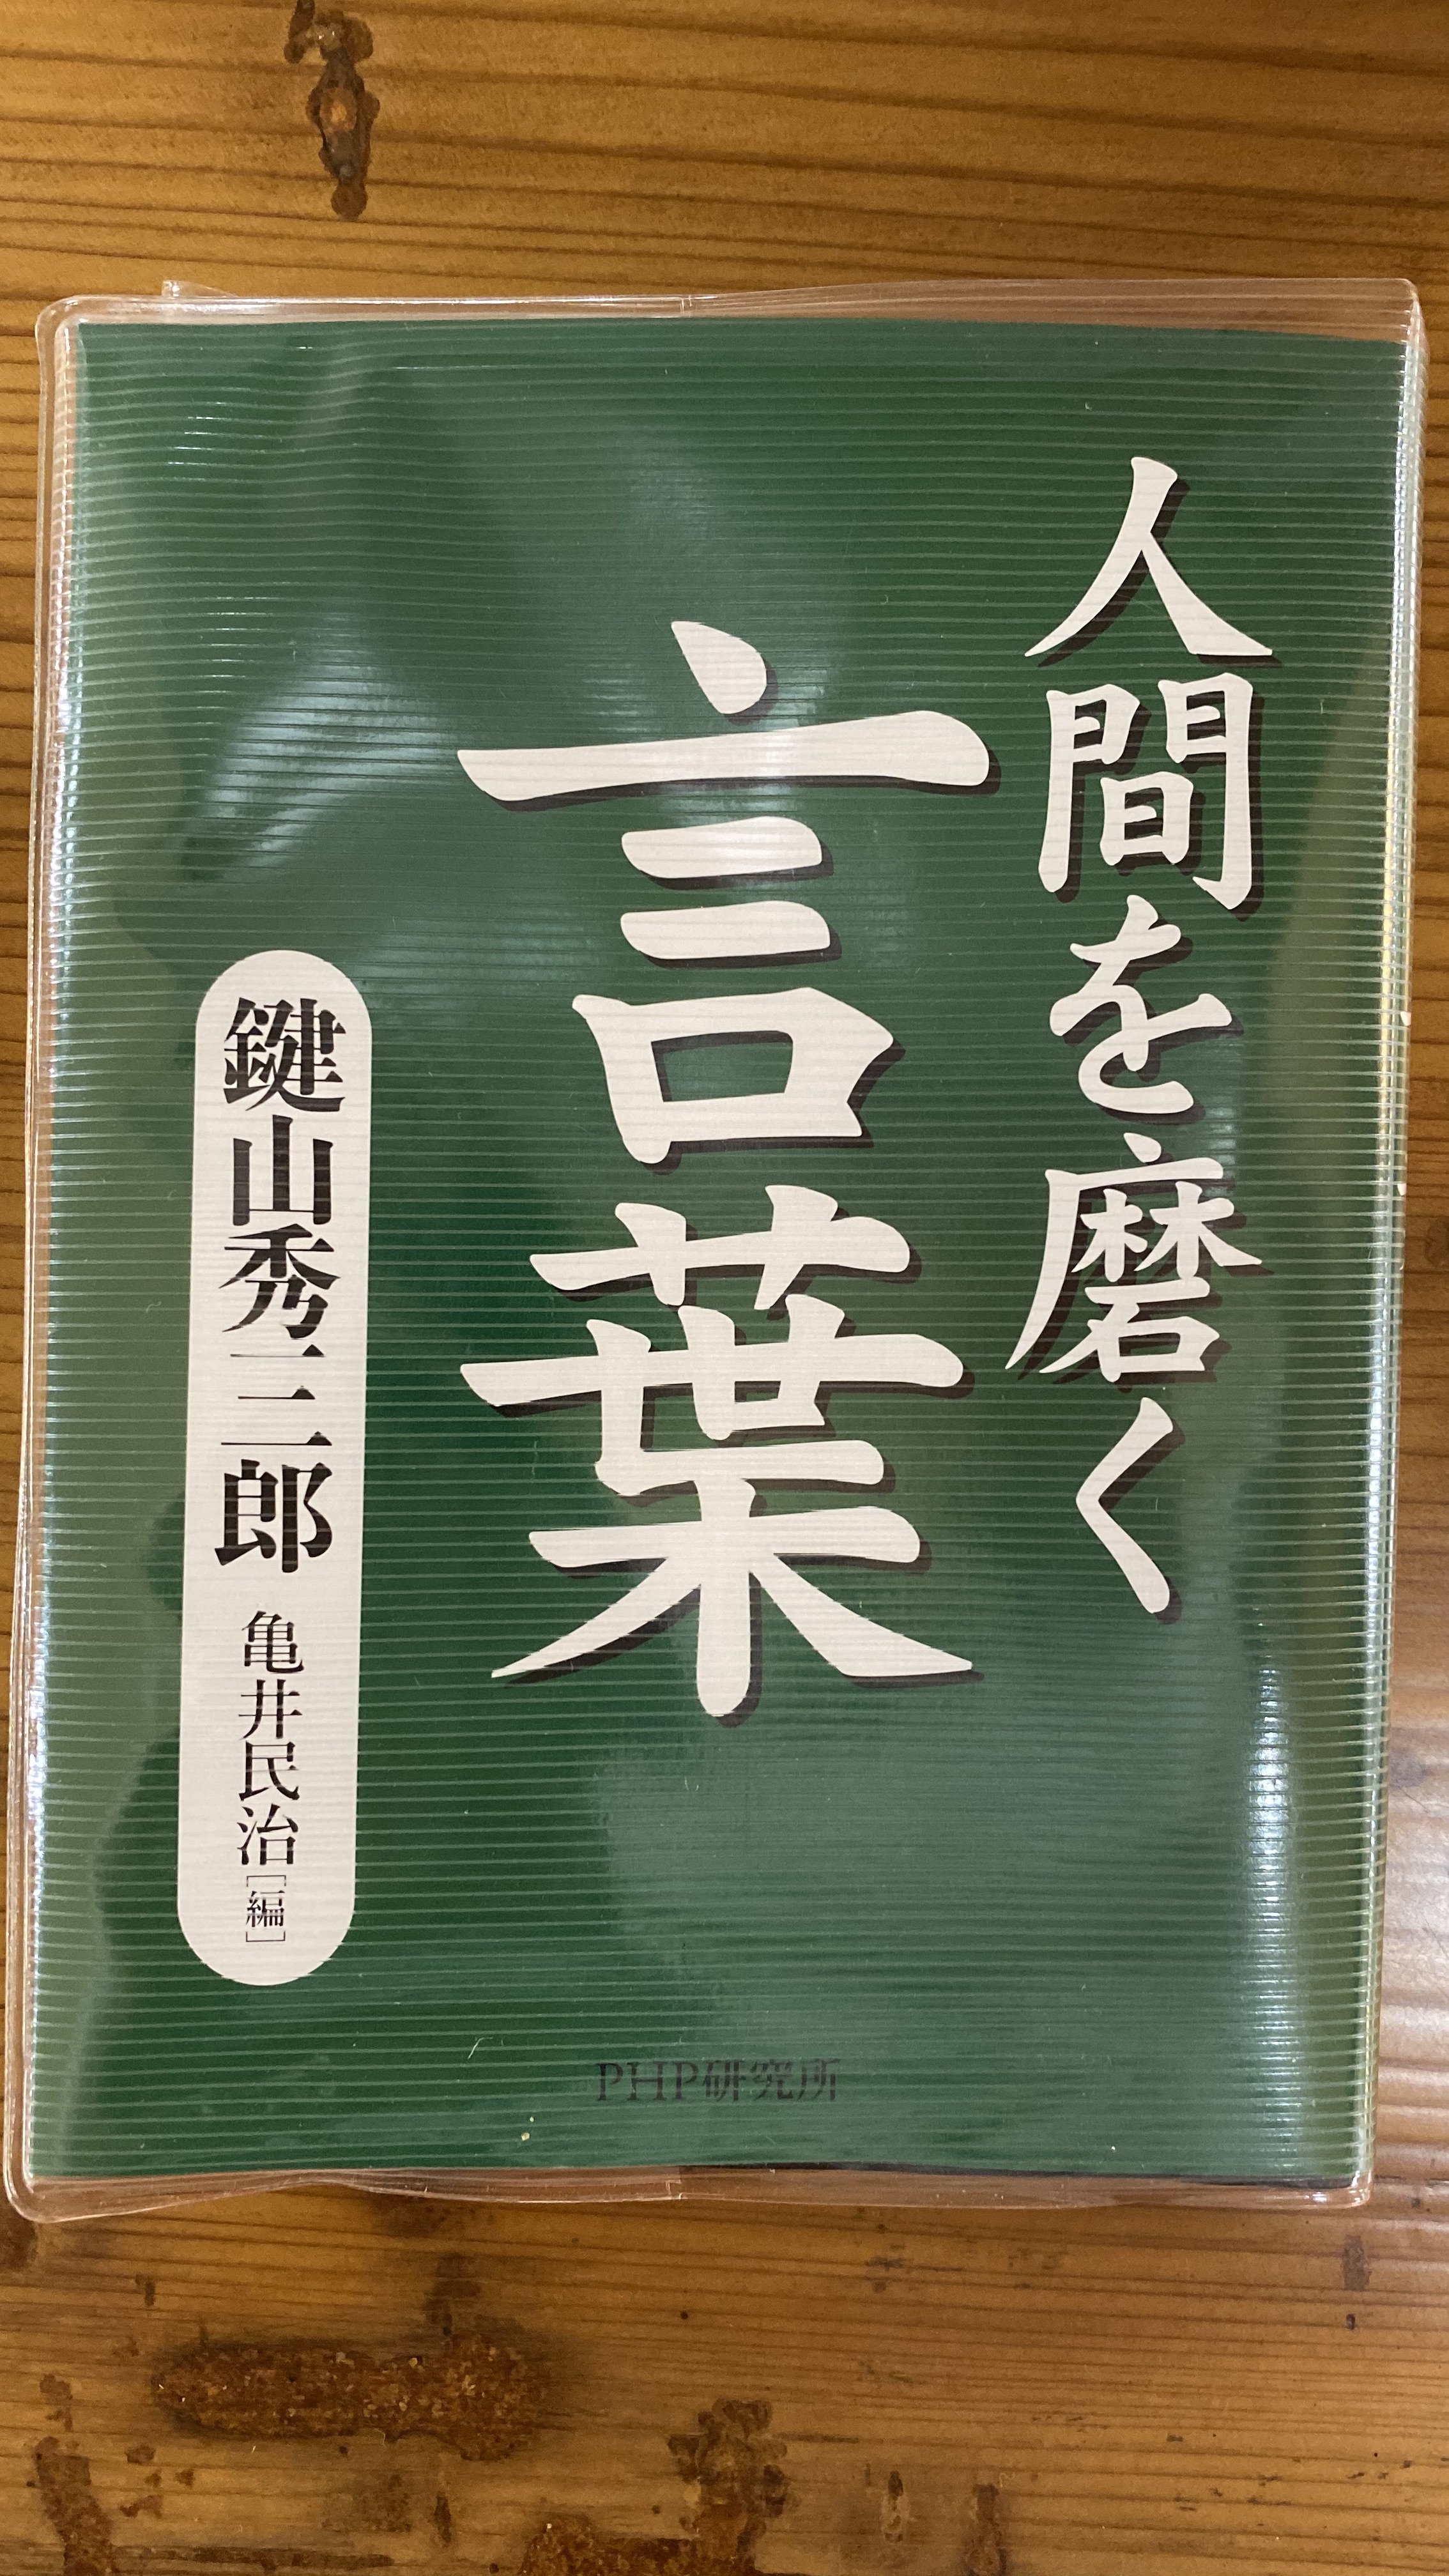 人間を磨く
言葉
鍵山秀三郎 亀井民治[編]
PHP研究所